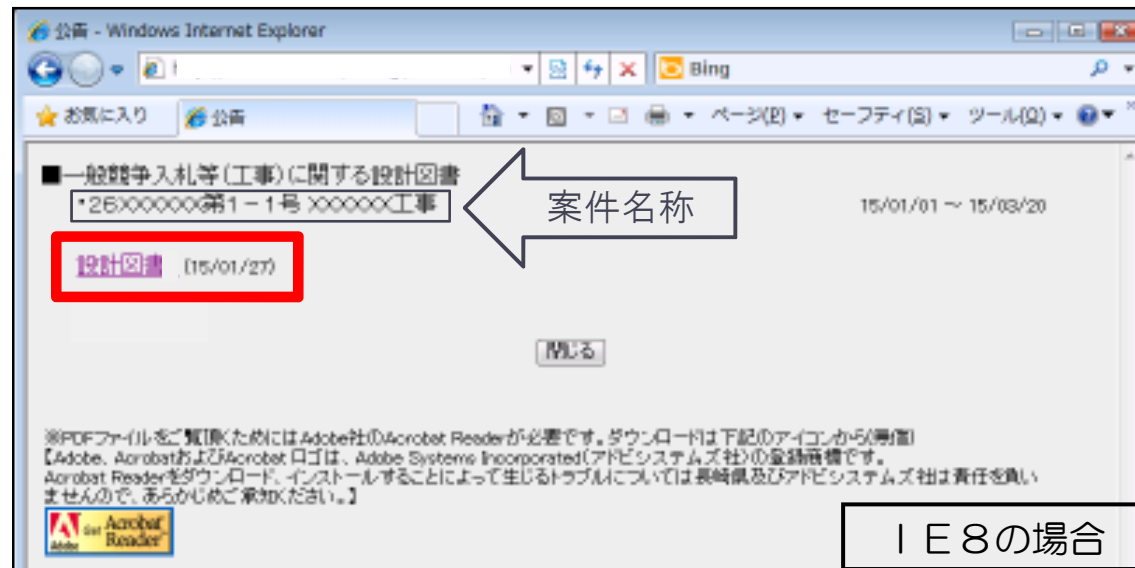 公告 - Windows Internet Explorer
Bing
お気に入り 公告 ページ(P) セーフティ(S) ツール(O)
■一般競争入札等(工事)に関する設計図書
・26XXXXXX第1-1号 XXXXXX工事 15/01/01 ~ 15/03/20
案件名称
設計図書 (15/01/27)
閉じる
※PDFファイルをご覧頂くためにはAdobe社のAcrobat Readerが必要です。ダウンロードは下記のアイコンから
【Adobe、AcrobatおよびAcrobat ロゴは、Adobe Systems Incorporated(アドビシステムズ社)の登録商標です。
Acrobat Readerをダウンロード、インストールすることによって生じるトラブルについては長崎県及びアドビシステムズ社は責任を負い
ませんので、あらかじめご承知ください。】
Adobe Get Acrobat Reader
IE8の場合